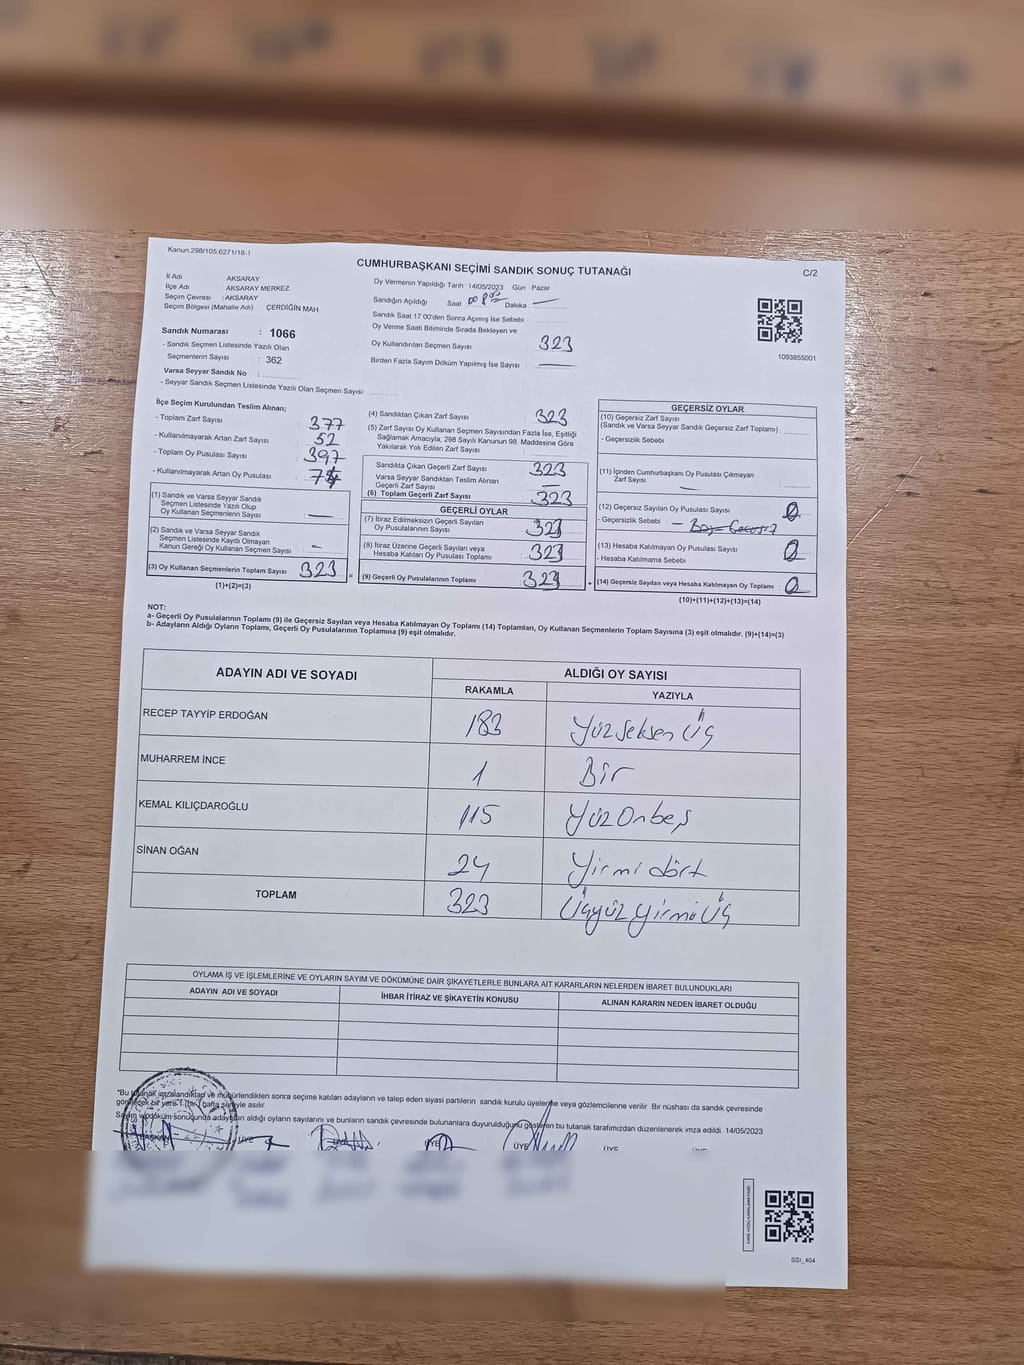 Kanun:298/105,6271/18-1
CUMHURBAŞKANI SEÇİMİ SANDIK SONUÇ TUTANAĞI
C/2
İl Adı AKSARAY
İlçe Adı AKSARAY MERKEZ
Seçim Çevresi : AKSARAY
Seçim Bölgesi (Mahalle Adı) : ÇERDİĞİN MAH
Sandık Numarası : 1066
- Sandık Seçmen Listesinde Yazılı Olan
Seçmenlerin Sayısı : 362
Varsa Seyyar Sandık No :
- Seyyar Sandık Seçmen Listesinde Yazılı Olan Seçmen Sayısı:
Oy Vermenin Yapıldığı Tarih :14/05/2023 Gün Pazar
Sandığın Açıldığı Saat Dakika
Sandık Saat 17.00'den Sonra Açımış İse Sebebi
Oy Verme Saati Bitiminde Sırada Bekleyen ve
Oy Kullandırılan Seçmen Sayısı 323
Birden Fazla Sayım Döküm Yapılmış İse Sayısı
1093855001
İlçe Seçim Kurulundan Teslim Alınan;
- Toplam Zarf Sayısı : 377
- Kullanılmayarak Artan Zarf Sayısı : 52
- Toplam Oy Pusulası Sayısı : 397
- Kullanılmayarak Artan Oy Pusulası :
(1) Sandık ve Varsa Seyyar Sandık
Seçmen Listesinde Yazılı Olup
Oy Kullanan Seçmenlerin Sayısı
(2) Sandık ve Varsa Seyyar Sandık
Seçmen Listesinde Kayıtlı Olmayan
Kanun Gereği Oy Kullanan Seçmen Sayısı
(3) Oy Kullanan Seçmenlerin Toplam Sayısı 323
(1)+(2)=(3)
(4) Sandıktan Çıkan Zarf Sayısı 323
(5) Zarf Sayısı Oy Kullanan Seçmen Sayısından Fazla İse, Eşitliği
Sağlamak Amacıyla; 298 Sayılı Kanunun 98. Maddesine Göre
Yakılarak Yok Edilen Zarf Sayısı
Sandıkta Çıkan Geçerli Zarf Sayısı 323
Varsa Seyyar Sandıktan Teslim Alınan
Geçerli Zarf Sayısı
(6) Toplam Geçerli Zarf Sayısı 323
GEÇERLİ OYLAR
(7) İtiraz Edilmeksizin Geçerli Sayılan
Oy Pusulalarının Sayısı 323
(8) İtiraz Üzerine Geçerli Sayılan veya
Hesaba Katılan Oy Pusulası Toplamı 323
= (9) Geçerli Oy Pusulalarının Toplamı 323
GEÇERSİZ OYLAR
(10) Geçersiz Zarf Sayısı
(Sandık ve Varsa Seyyar Sandık Geçersiz Zarf Toplamı) :
- Geçersizlik Sebebi
(11) İçinden Cumhurbaşkanı Oy Pusulası Çıkmayan
Zarf Sayısı
(12) Geçersiz Sayılan Oy Pusulası Sayısı 0
- Geçersizlik Sebebi
(13) Hesaba Katılmayan Oy Pusulası Sayısı 0
- Hesaba Katılmama Sebebi
+ (14) Geçersiz Sayılan veya Hesaba Katılmayan Oy Toplamı 0
(10)+(11)+(12)+(13)=(14)
NOT:
a- Geçerli Oy Pusulalarının Toplamı (9) ile Geçersiz Sayılan veya Hesaba Katılmayan Oy Toplamı (14) Toplamları, Oy Kullanan Seçmenlerin Toplam Sayısına (3) eşit olmalıdır. (9)+(14)=(3)
b- Adayların Aldığı Oyların Toplamı, Geçerli Oy Pusulalarının Toplamına (9) eşit olmalıdır.
ADAYIN ADI VE SOYADI ALDIĞI OY SAYISI
RAKAMLA YAZIYLA
RECEP TAYYİP ERDOĞAN 183 YüzSeksen Üç
MUHARREM İNCE 1 Bir
KEMAL KILIÇDAROĞLU 115 YüzOnbeş
SİNAN OĞAN 24 Yirmi dört
TOPLAM 323 ÜçyüzYirmiÜç
OYLAMA İŞ VE İŞLEMLERİNE VE OYLARIN SAYIM VE DÖKÜMÜNE DAİR ŞİKAYETLERLE BUNLARA AİT KARARLARIN NELERDEN İBARET BULUNDUKLARI
ADAYIN ADI VE SOYADI İHBAR İTİRAZ VE ŞİKAYETİN KONUSU ALINAN KARARIN NEDEN İBARET OLDUĞU
*Bu tutanak imzalandıktan ve mühürlendikten sonra seçime katılan adayların ve talep eden siyasi partilerin sandık kurulu üyelerine veya gözlemcilerine verilir. Bir nüshası da sandık çevresinde
görülecek bir yere 1 (bir) hafta süreyle asılır
Sayım ve döküm sonuçunda adayların aldığı oyların sayılarını ve bunların sandık çevresinde bulunanlara duyurulduğunu gösteren bu tutanak tarafımızdan düzenlenerek imza edildi. 14/05/2023
BAŞKAN ÜYE ÜYE ÜYE ÜYE ÜYE
KARE KODU KARALAMAYINIZ!
SSI_404